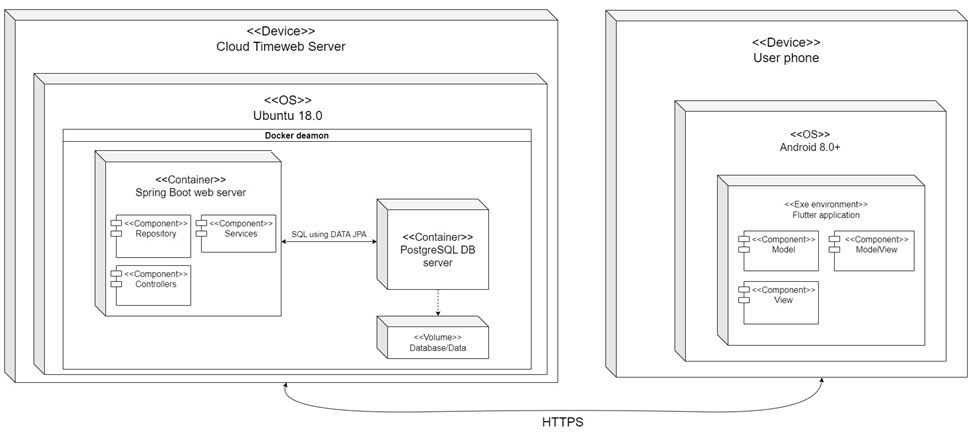 <<Device>>
Cloud Timeweb Server
<<OS>>
Ubuntu 18.0
Docker deamon
<<Container>>
Spring Boot web server
<<Component>>
Repository
<<Component>>
Services
<<Component>>
Controllers
SQL using DATA JPA
<<Container>>
PostgreSQL DB
server
<<Volume>>
Database/Data
<<Device>>
User phone
<<OS>>
Android 8.0+
<<Exe environment>>
Flutter application
<<Component>>
Model
<<Component>>
ModelView
<<Component>>
View
HTTPS